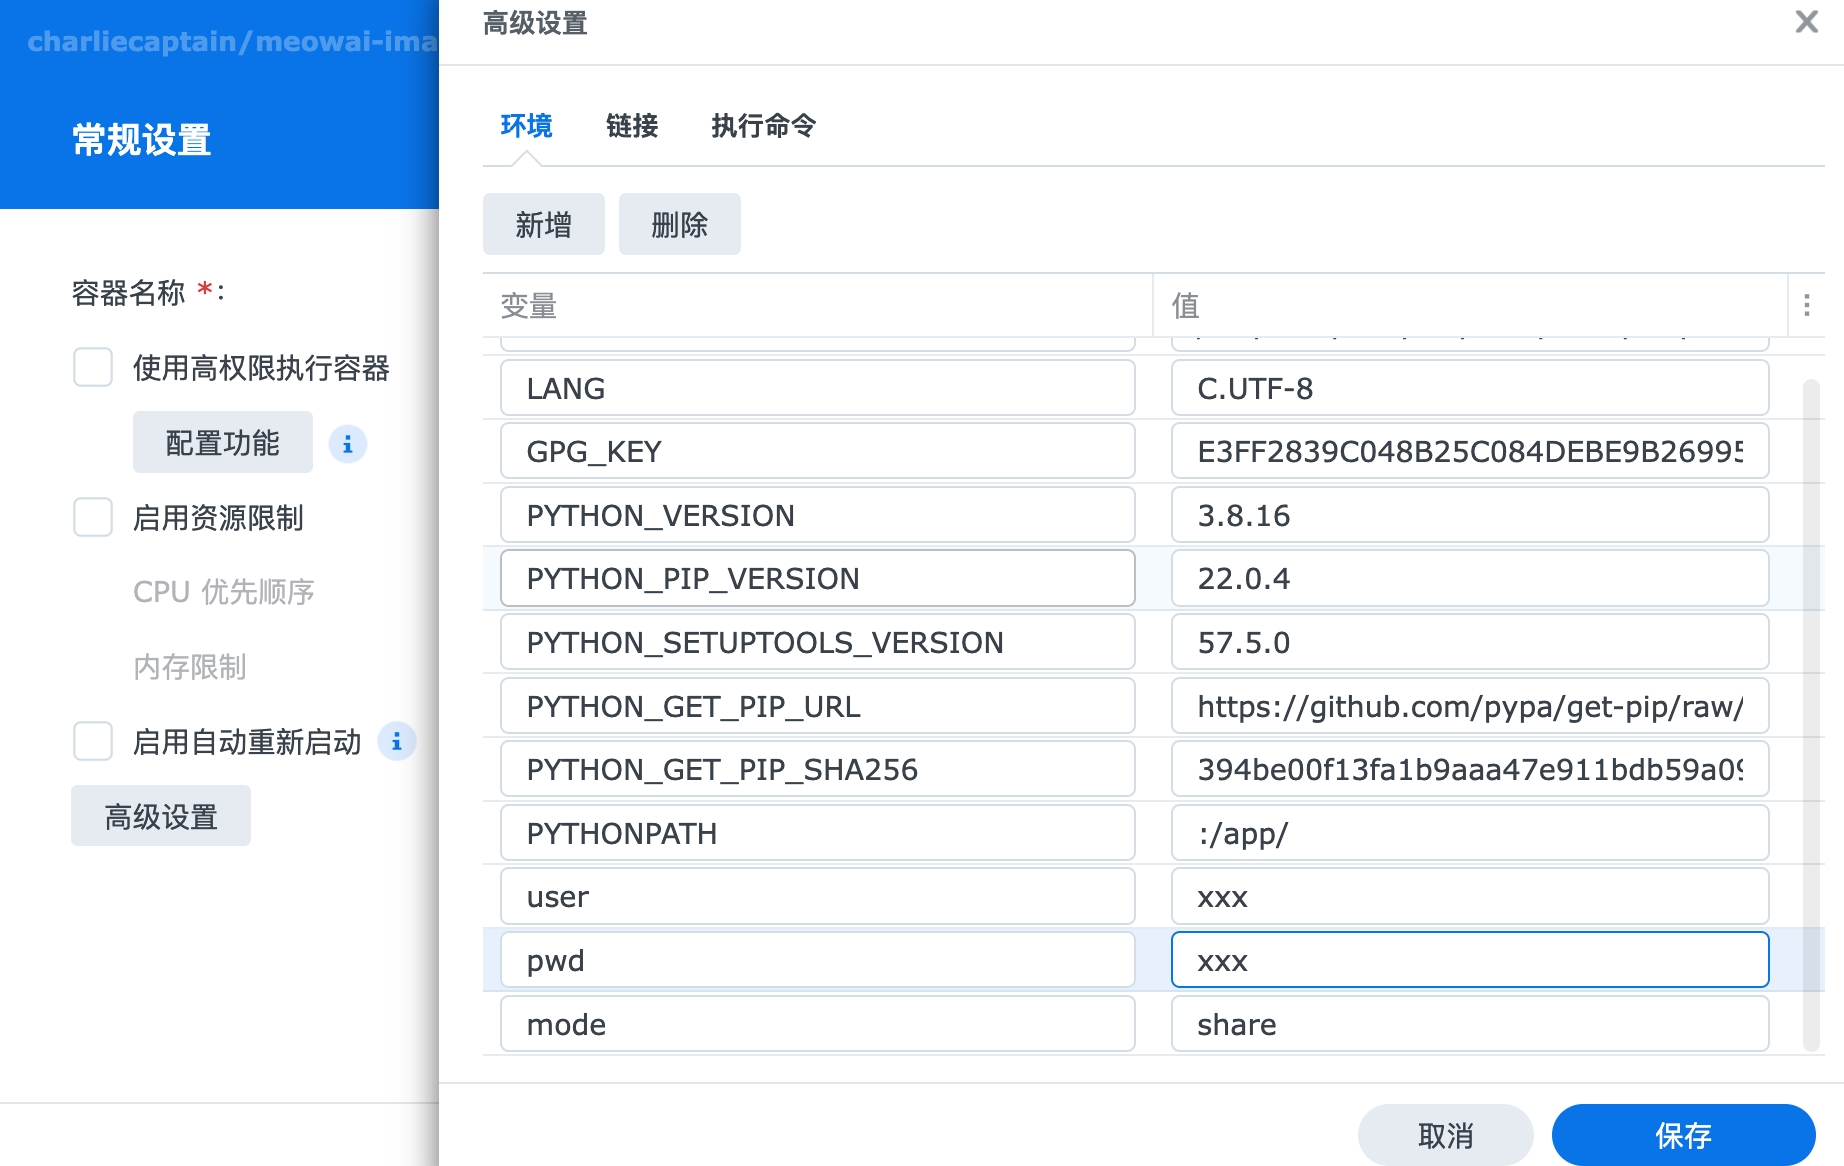 charliecaptain/meowai-ima
常规设置
容器名称 *:
使用高权限执行容器
配置功能
启用资源限制
CPU 优先顺序
内存限制
启用自动重新启动
高级设置
高级设置
环境 链接 执行命令
新增 删除
变量 值
LANG C.UTF-8
GPG_KEY E3FF2839C048B25C084DEBE9B26995
PYTHON_VERSION 3.8.16
PYTHON_PIP_VERSION 22.0.4
PYTHON_SETUPTOOLS_VERSION 57.5.0
PYTHON_GET_PIP_URL https://github.com/pypa/get-pip/raw/
PYTHON_GET_PIP_SHA256 394be00f13fa1b9aaa47e911bdb59a09
PYTHONPATH :/app/
user xxx
pwd xxx
mode share
取消 保存